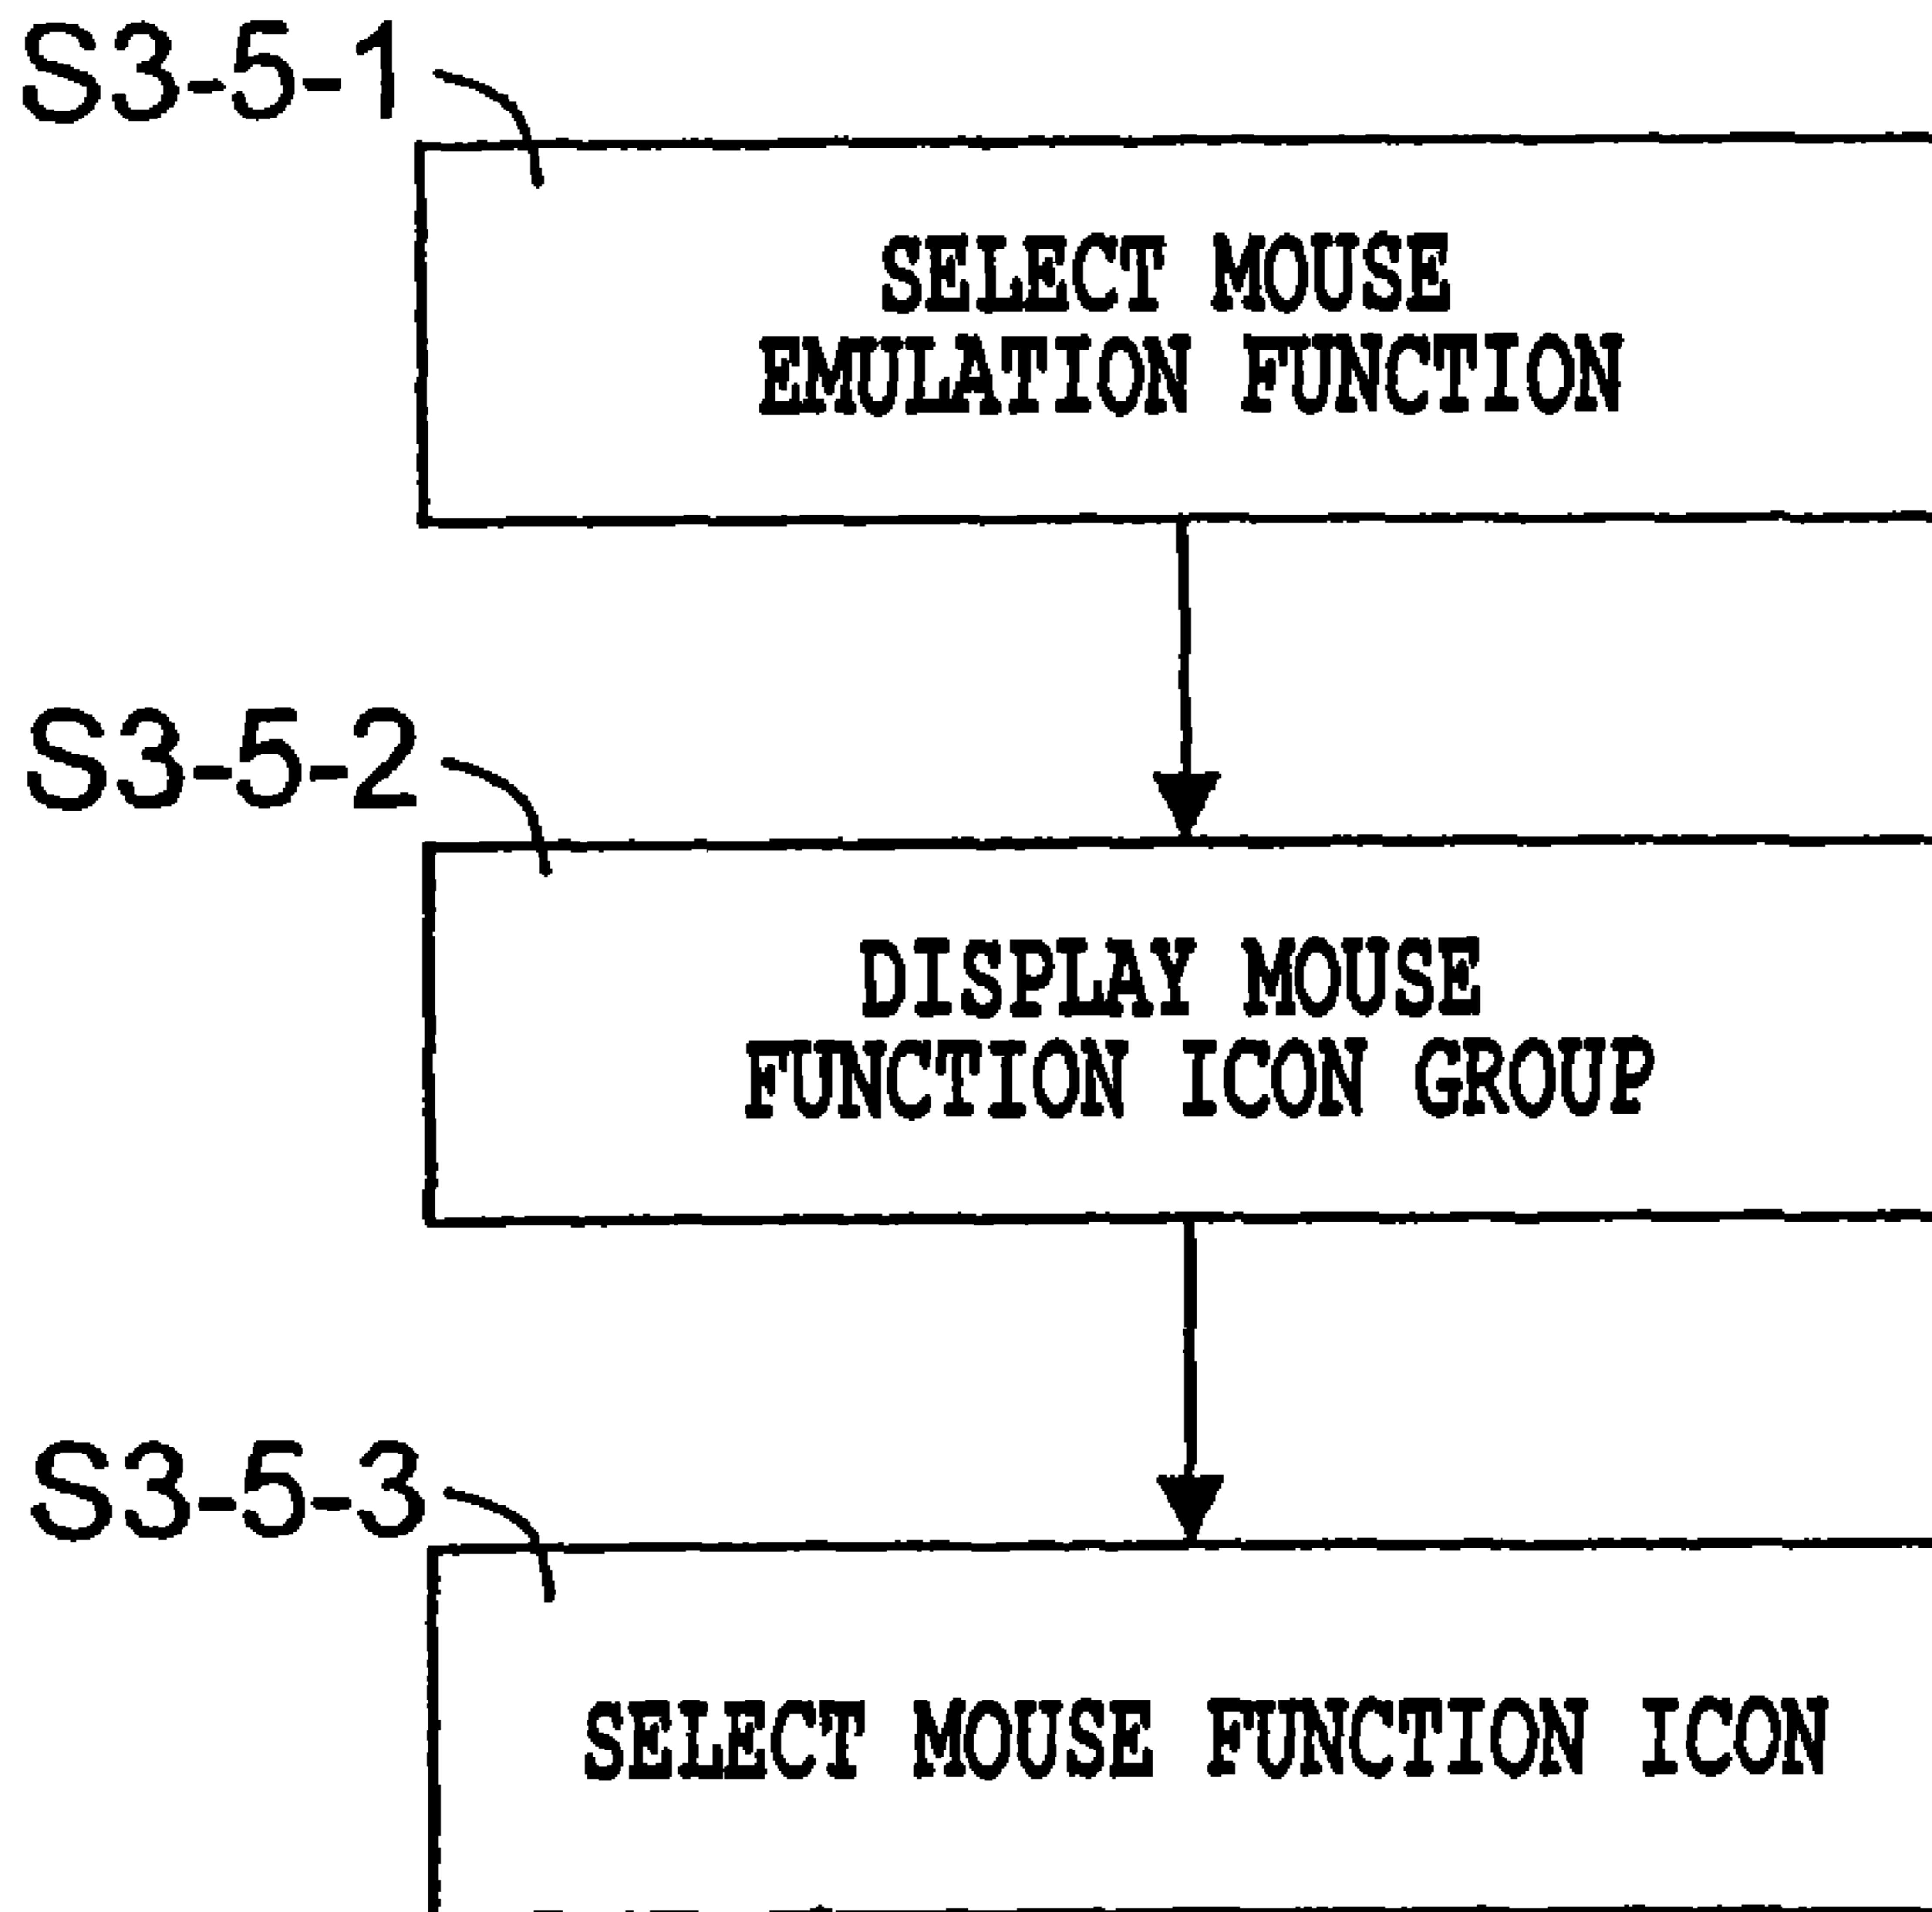 S3-5-1
SELECT MOUSE
EMULATION FUNCTION
S3-5-2
DISPLAY MOUSE
FUNCTION ICON GROUP
S3-5-3
SELECT MOUSE FUNCTION ICON